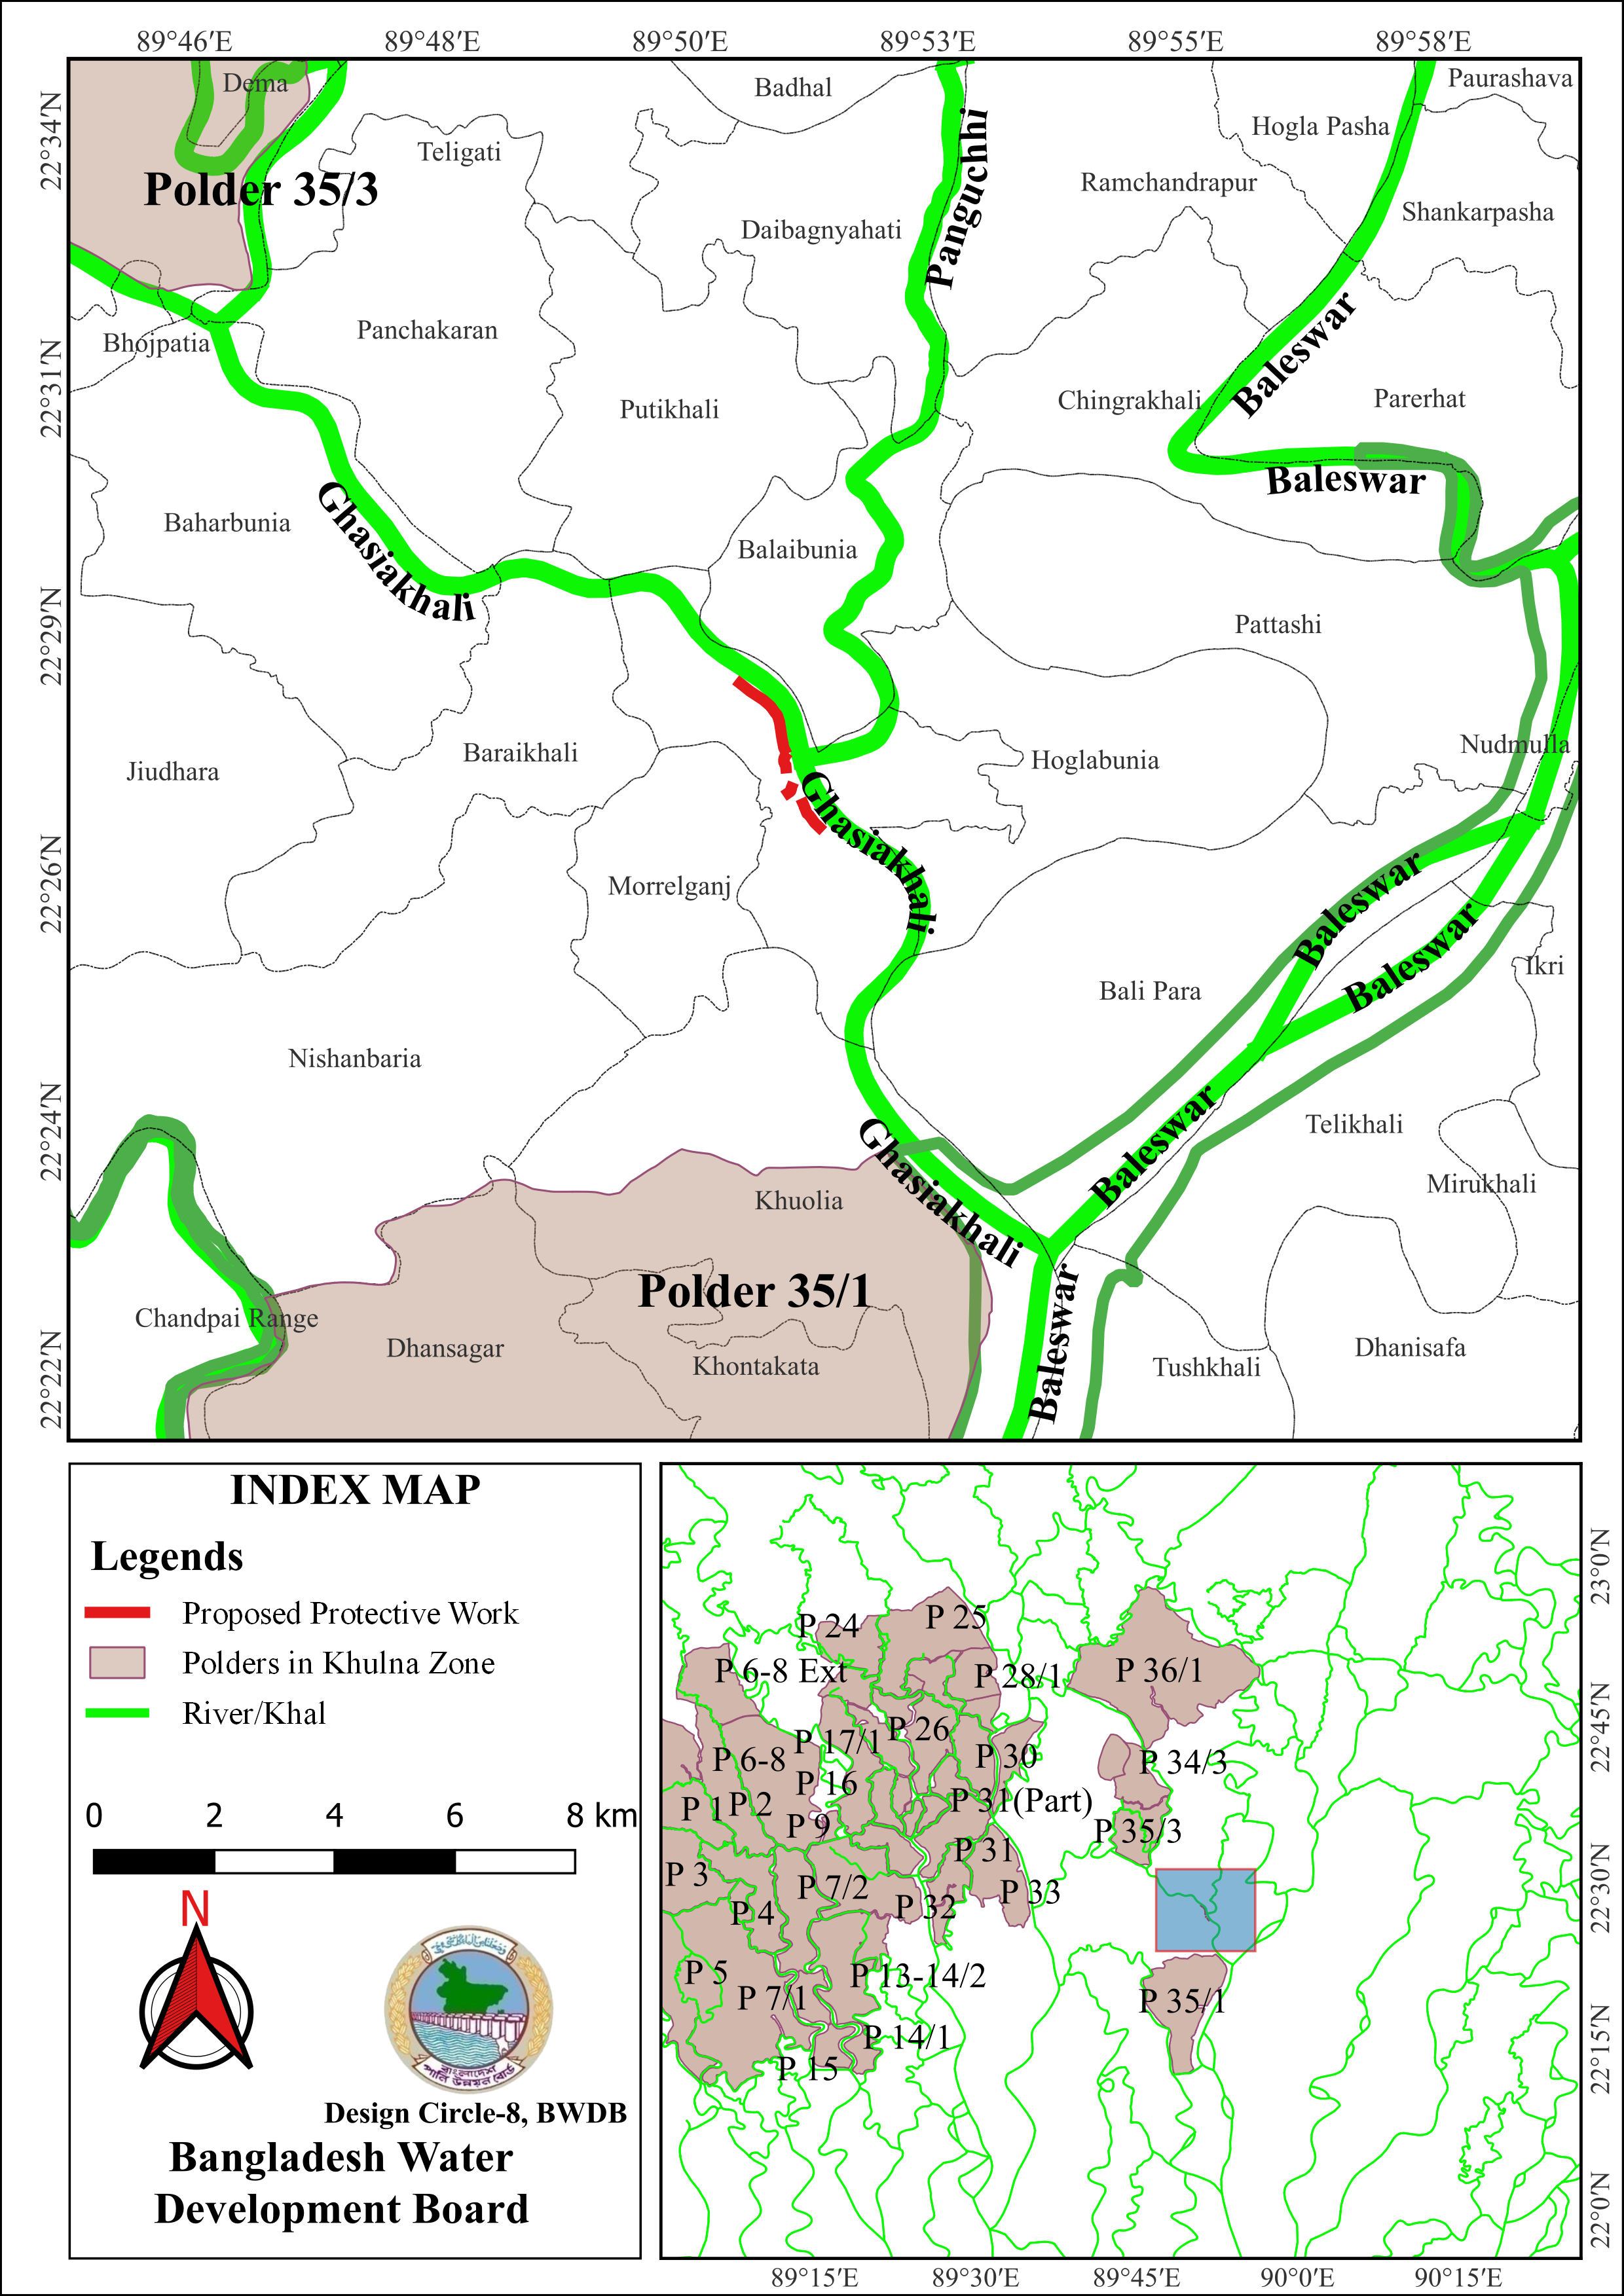 89°46'E 89°48'E 89°50'E 89°53'E 89°55'E 89°58'E
22°34'N
22°31'N
22°29'N
22°26'N
22°24'N
22°22'N
Dema
Badhal
Paurashava
Hogla Pasha
Teligati
Polder 35/3
Panguchhi
Ramchandrapur
Shankarpasha
Daibagnyahati
Bhojpatia
Panchakaran
Baleswar
Putikhali
Chingrakhali
Parerhat
Baleswar
Baharbunia
Ghasiakhali
Balaibunia
Pattashi
Nudmulla
Jiudhara
Baraikhali
Hoglabunia
Ghasiakhali
Morrelganj
Baleswar
Baleswar
Ikri
Bali Para
Nishanbaria
Telikhali
Ghasiakhali
Baleswar
Mirukhali
Khuolia
Polder 35/1
Chandpai Range
Dhansagar
Khontakata
Baleswar
Tushkhali
Dhanisafa
INDEX MAP
Legends
Proposed Protective Work
Polders in Khulna Zone
River/Khal
0 2 4 6 8 km
N
বাংলাদেশ
পানি উন্নয়ন বোর্ড
Design Circle-8, BWDB
Bangladesh Water
Development Board
P 24
P 25
P 6-8 Ext
P 28/1
P 36/1
P 17/1
P 26
P 6-8
P 30
P 34/3
P 16
P 1
P 2
P 31(Part)
P 9
P 35/3
P 31
P 3
P 7/2
P 33
P 4
P 32
P 5
P 13-14/2
P 7/1
P 35/1
P 14/1
P 15
23°0'N
22°45'N
22°30'N
22°15'N
22°0'N
89°15'E 89°30'E 89°45'E 90°0'E 90°15'E